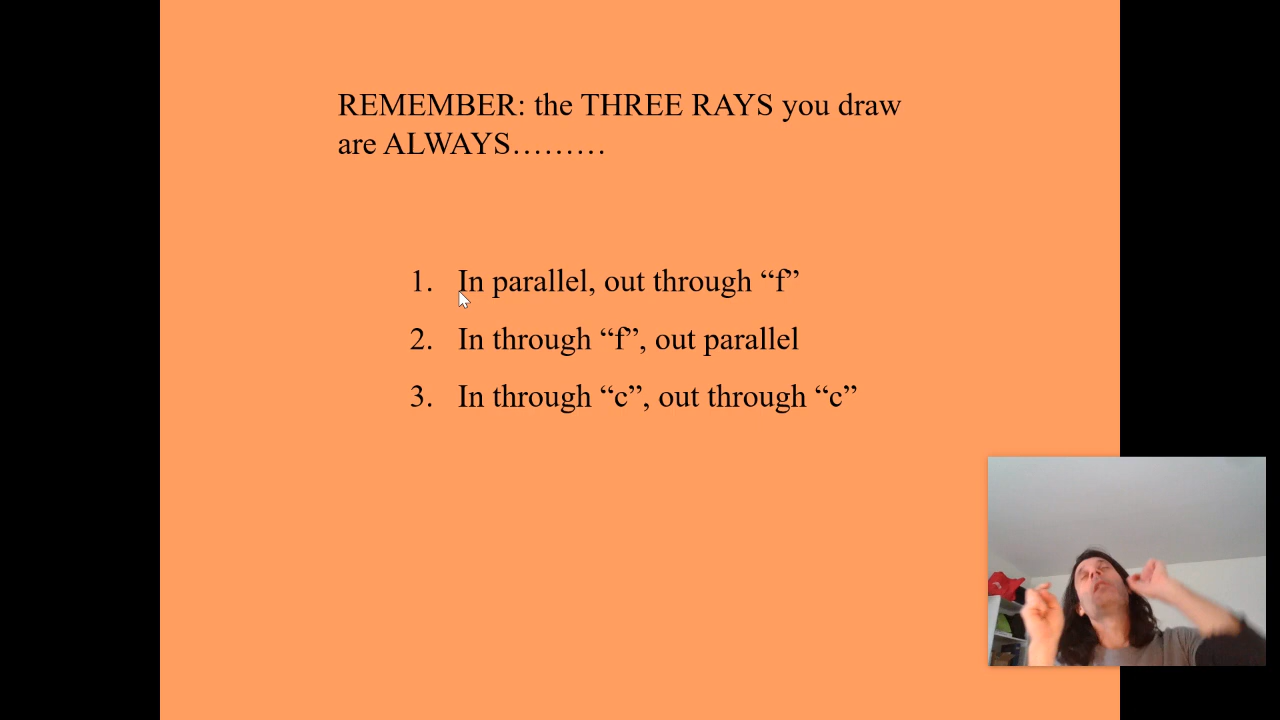 REMEMBER: the THREE RAYS you draw
are ALWAYS………
1. In parallel, out through “f”
2. In through “f”, out parallel
3. In through “c”, out through “c”